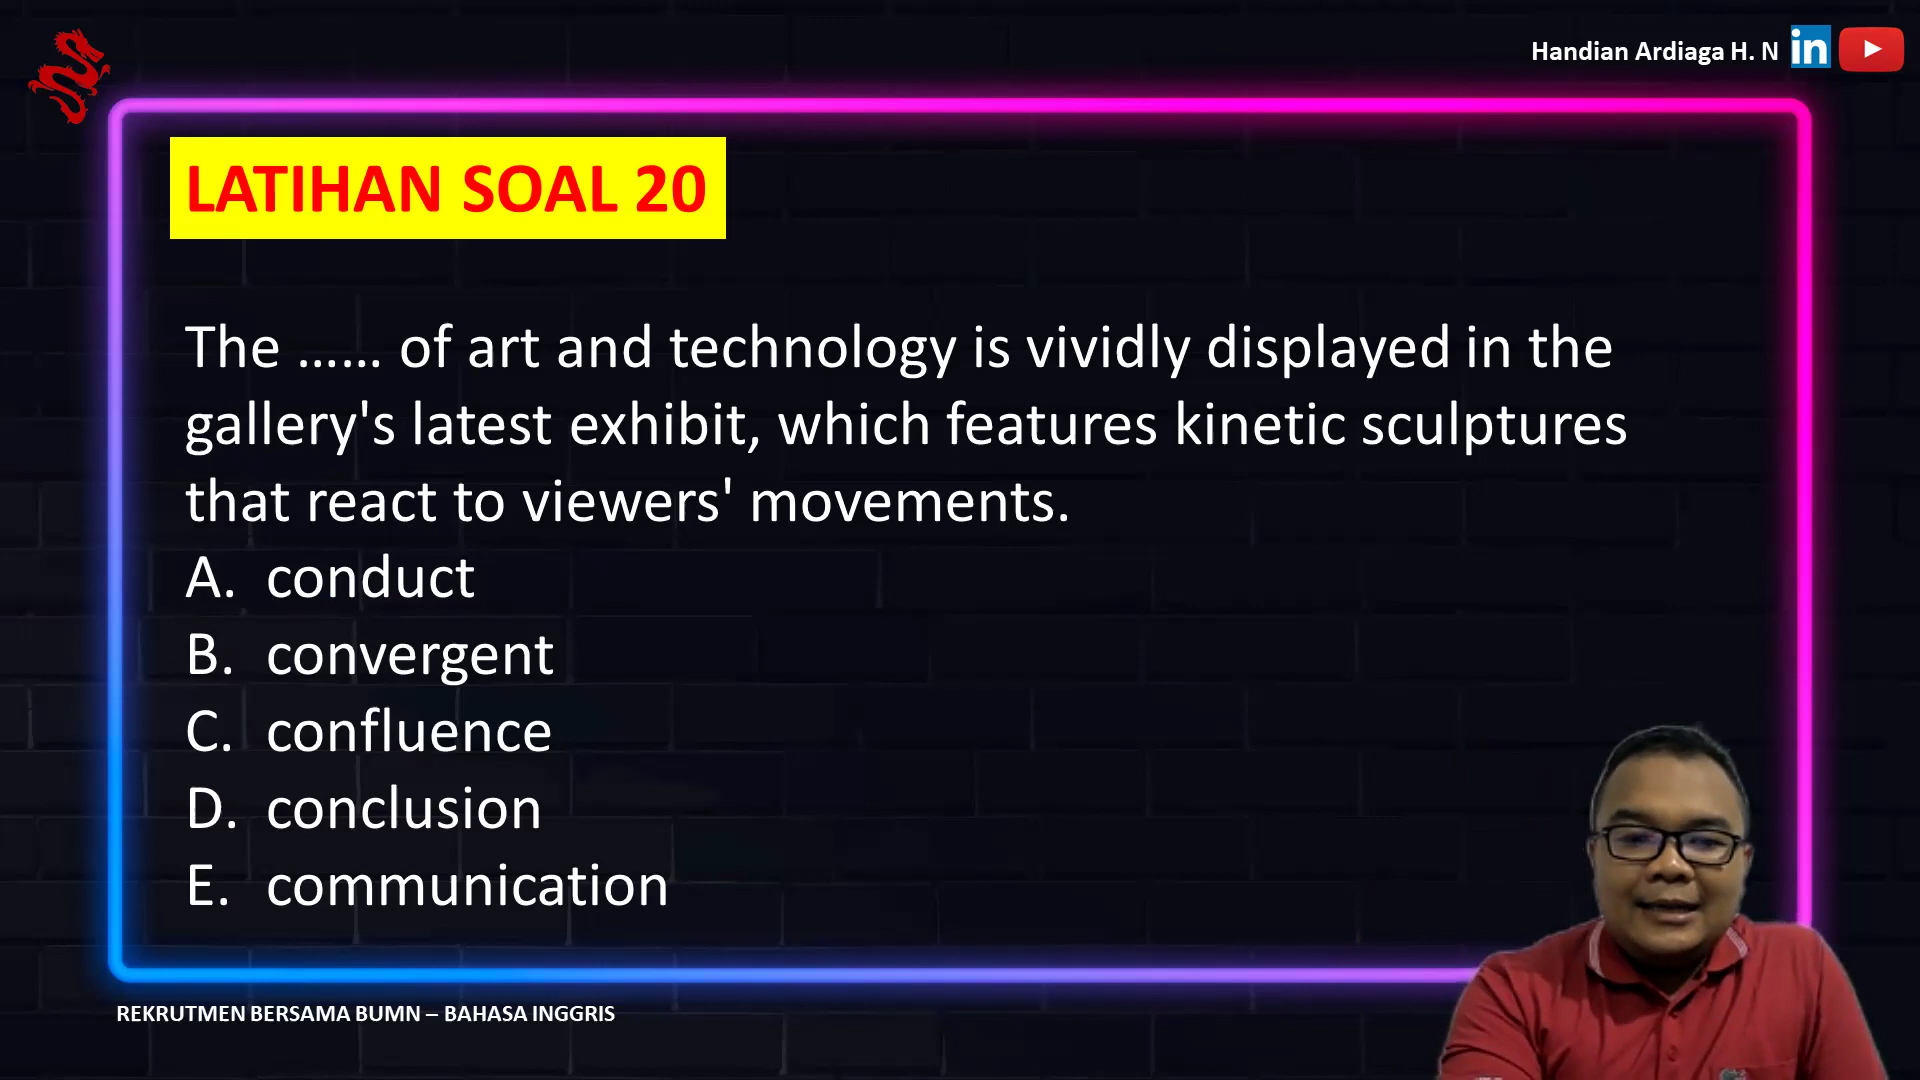 Handian Ardiaga H. N
in
LATIHAN SOAL 20
The ...... of art and technology is vividly displayed in the
gallery's latest exhibit, which features kinetic sculptures
that react to viewers' movements.
A. conduct
B. convergent
C. confluence
D. conclusion
E. communication
REKRUTMEN BERSAMA BUMN – BAHASA INGGRIS